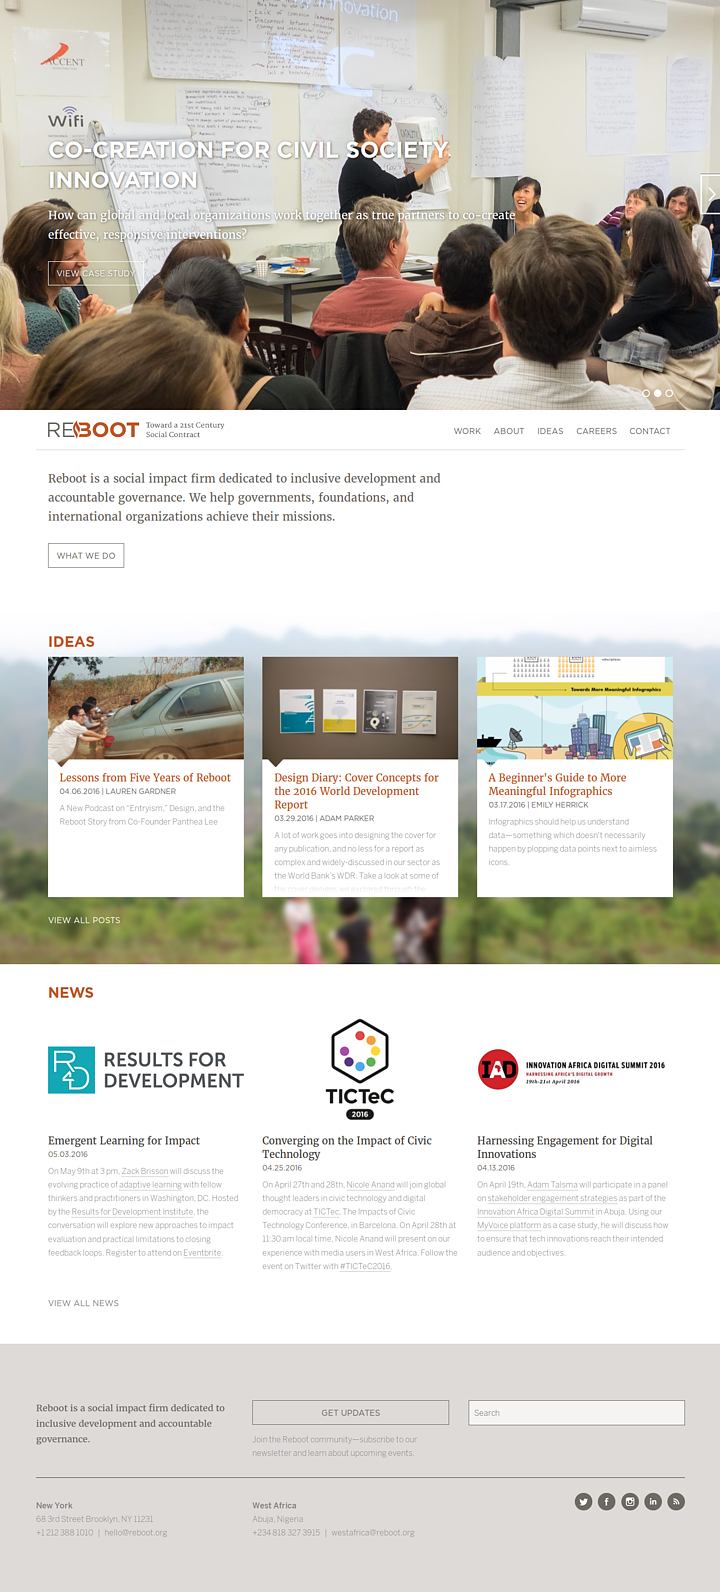 ACCENT
Wifi
CO-CREATION FOR CIVIL SOCIETY
INNOVATION
How can global and local organizations work together as true partners to co-create
effective, responsive interventions?
VIEW CASE STUDY
REBOOT
Toward a 21st Century
Social Contract
WORK ABOUT IDEAS CAREERS CONTACT
Reboot is a social impact firm dedicated to inclusive development and
accountable governance. We help governments, foundations, and
international organizations achieve their missions.
WHAT WE DO
IDEAS
Towards More Meaningful Infographics
Lessons from Five Years of Reboot
04.06.2016 | LAUREN GARDNER
A New Podcast on “Entryism,” Design, and the
Reboot Story from Co-Founder Panthea Lee
Design Diary: Cover Concepts for
the 2016 World Development
Report
03.29.2016 | ADAM PARKER
A lot of work goes into designing the cover for
any publication, and no less for a report as
complex and widely-discussed in our sector as
the World Bank's WDR. Take a look at some of
the cover designs we explored through the
A Beginner's Guide to More
Meaningful Infographics
03.17.2016 | EMILY HERRICK
Infographics should help us understand
data—something which doesn't necessarily
happen by plopping data points next to aimless
icons.
VIEW ALL POSTS
NEWS
R4D
RESULTS FOR
DEVELOPMENT
TICTeC
2016
IAD
INNOVATION AFRICA DIGITAL SUMMIT 2016
HARNESSING AFRICA'S DIGITAL GROWTH
19th-21st April 2016
Emergent Learning for Impact
05.03.2016
On May 9th at 3 pm, Zack Brisson will discuss the
evolving practice of adaptive learning with fellow
thinkers and practitioners in Washington, DC. Hosted
by the Results for Development Institute, the
conversation will explore new approaches to impact
evaluation and practical limitations to closing
feedback loops. Register to attend on Eventbrite.
Converging on the Impact of Civic
Technology
04.25.2016
On April 27th and 28th, Nicole Anand will join global
thought leaders in civic technology and digital
democracy at TICTec, The Impacts of Civic
Technology Conference, in Barcelona. On April 28th at
11:30 am local time, Nicole Anand will present on our
experience with media users in West Africa. Follow the
event on Twitter with #TICTeC2016.
Harnessing Engagement for Digital
Innovations
04.13.2016
On April 19th, Adam Talsma will participate in a panel
on stakeholder engagement strategies as part of the
Innovation Africa Digital Summit in Abuja. Using our
MyVoice platform as a case study, he will discuss how
to ensure that tech innovations reach their intended
audience and objectives.
VIEW ALL NEWS
Reboot is a social impact firm dedicated to
inclusive development and accountable
governance.
GET UPDATES
Join the Reboot community—subscribe to our
newsletter and learn about upcoming events.
Search
New York
68 3rd Street Brooklyn, NY 11231
+1 212 388 1010 | hello@reboot.org
West Africa
Abuja, Nigeria
+234 818 327 3915 | westafrica@reboot.org